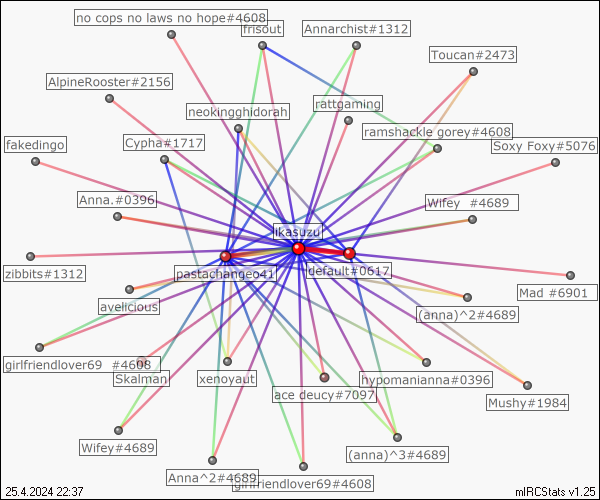 no cops no laws no hope#4608
frisout
Annarchist#1312
Toucan#2473
AlpineRooster#2156
neokingghidorah
rattgaming
fakedingo
Cypha#1717
ramshackle gorey#4608
Soxy Foxy#5076
Anna.#0396
Wifey #4689
likasuzu
zibbits#1312
pastachangeo41
default#0617
Mad #6901
avelicious
(anna)^2#4689
girlfriendlover69 #4608
Skalman
xenoyaut
hypomanianna#0396
ace deucy#7097
Mushy#1984
Wifey#4689
(anna)^3#4689
Anna^2#4689
girlfriendlover69#4608
25.4.2024 22:37
mIRCStats v1.25